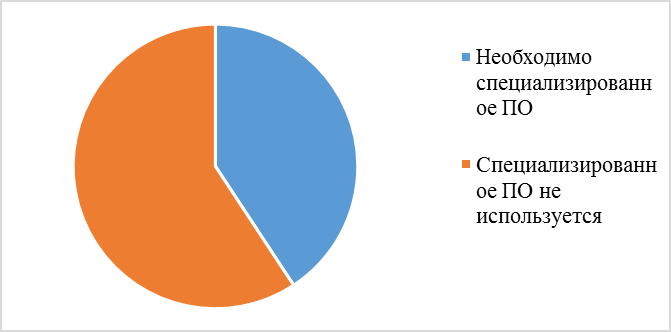 Необходимо
специализированн
ое ПО
Специализированн
ое ПО не
используется